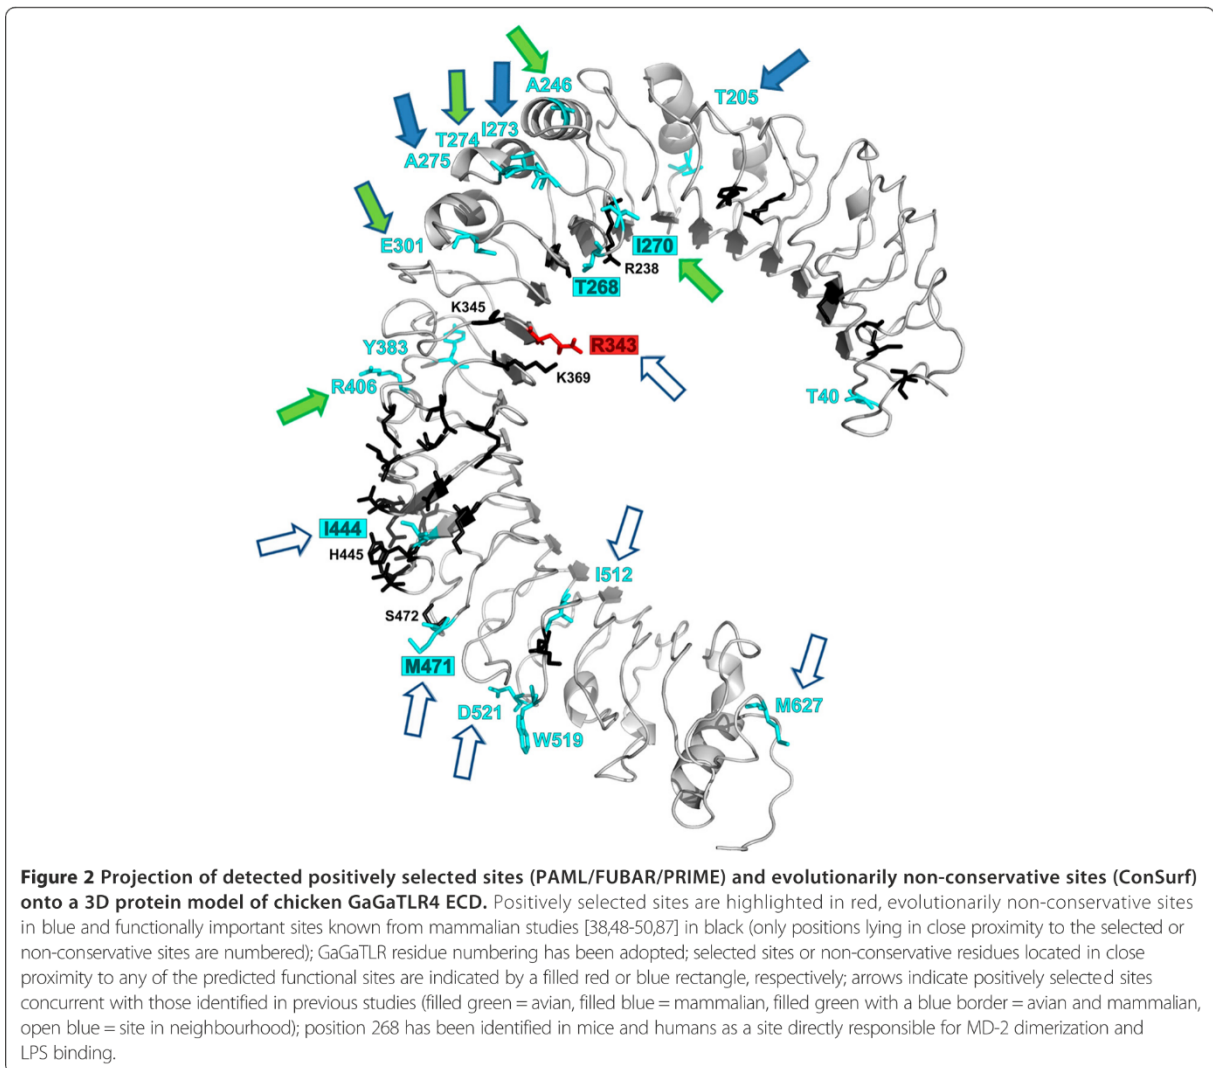 A246
T205
I273
T274
A275
E301
I270
R238
T268
K345
R343
Y383
K369
R406
T40
I444
H445
I512
S472
M471
M627
D521
W519
Figure 2 Projection of detected positively selected sites (PAML/FUBAR/PRIME) and evolutionarily non-conservative sites (ConSurf)
onto a 3D protein model of chicken GaGaTLR4 ECD. Positively selected sites are highlighted in red, evolutionarily non-conservative sites
in blue and functionally important sites known from mammalian studies [38,48-50,87] in black (only positions lying in close proximity to the selected or
non-conservative sites are numbered); GaGaTLR residue numbering has been adopted; selected sites or non-conservative residues located in close
proximity to any of the predicted functional sites are indicated by a filled red or blue rectangle, respectively; arrows indicate positively selected sites
concurrent with those identified in previous studies (filled green = avian, filled blue = mammalian, filled green with a blue border = avian and mammalian,
open blue = site in neighbourhood); position 268 has been identified in mice and humans as a site directly responsible for MD-2 dimerization and
LPS binding.